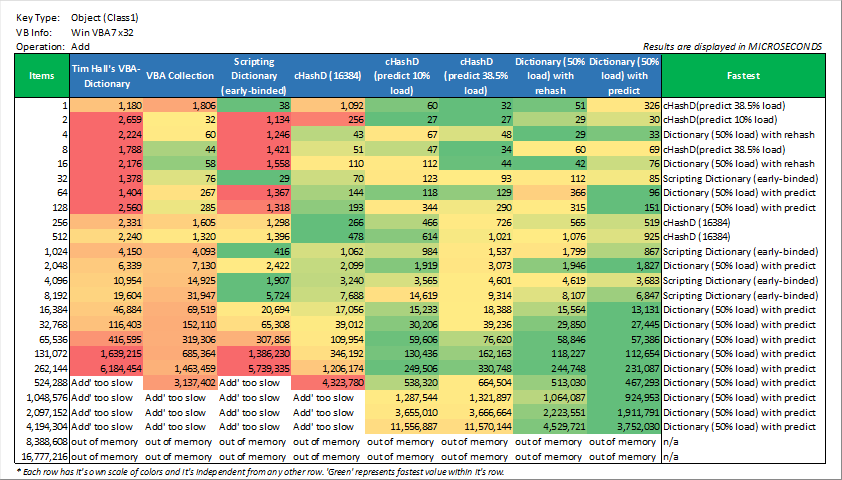 Key Type: Object (Class1)
VB Info: Win VBA7 x32
Operation: Add
Results are displayed in MICROSECONDS
Items Tim Hall's VBA-Dictionary VBA Collection Scripting Dictionary (early-binded) cHashD (16384) cHashD (predict 10% load) cHashD (predict 38.5% load) Dictionary (50% load) with rehash Dictionary (50% load) with predict Fastest
1 1,180 1,806 38 1,092 60 32 51 326 cHashD(predict 38.5% load)
2 2,659 32 1,134 256 27 27 29 30 cHashD(predict 10% load)
4 2,224 60 1,246 43 67 48 29 33 Dictionary (50% load) with rehash
8 1,788 44 1,421 51 47 34 60 69 cHashD(predict 38.5% load)
16 2,176 58 1,558 110 112 44 42 76 Dictionary (50% load) with rehash
32 1,378 76 29 70 123 93 112 85 Scripting Dictionary (early-binded)
64 1,404 267 1,367 144 118 129 366 96 Dictionary (50% load) with predict
128 2,560 285 1,318 193 344 290 315 151 Dictionary (50% load) with predict
256 2,331 1,605 1,298 266 466 726 565 519 cHashD (16384)
512 2,240 1,320 1,396 478 614 1,021 1,076 925 cHashD (16384)
1,024 4,150 4,093 416 1,062 984 1,537 1,799 867 Scripting Dictionary (early-binded)
2,048 6,339 7,130 2,422 2,099 1,919 3,073 1,946 1,827 Dictionary (50% load) with predict
4,096 10,954 14,925 1,907 3,240 3,565 4,601 4,619 3,683 Scripting Dictionary (early-binded)
8,192 19,604 31,947 5,724 7,688 14,619 9,314 8,107 6,847 Scripting Dictionary (early-binded)
16,384 46,884 69,519 20,694 17,056 15,233 18,388 15,564 13,131 Dictionary (50% load) with predict
32,768 116,403 152,110 65,308 39,012 30,206 39,236 29,850 27,445 Dictionary (50% load) with predict
65,536 416,595 319,306 307,856 109,954 59,606 76,620 58,846 57,386 Dictionary (50% load) with predict
131,072 1,639,215 685,364 1,386,230 346,192 130,436 162,163 118,227 112,654 Dictionary (50% load) with predict
262,144 6,184,454 1,463,459 5,739,335 1,206,174 249,506 330,748 244,748 231,087 Dictionary (50% load) with predict
524,288 Add' too slow 3,137,402 Add' too slow 4,323,780 538,320 664,504 513,030 467,293 Dictionary (50% load) with predict
1,048,576 Add' too slow Add' too slow Add' too slow Add' too slow 1,287,544 1,321,897 1,064,087 924,953 Dictionary (50% load) with predict
2,097,152 Add' too slow Add' too slow Add' too slow Add' too slow 3,655,010 3,666,664 2,223,551 1,911,791 Dictionary (50% load) with predict
4,194,304 Add' too slow Add' too slow Add' too slow Add' too slow 11,556,887 11,570,144 4,529,721 3,752,030 Dictionary (50% load) with predict
8,388,608 out of memory out of memory out of memory out of memory out of memory out of memory out of memory out of memory n/a
16,777,216 out of memory out of memory out of memory out of memory out of memory out of memory out of memory out of memory n/a
* Each row has it's own scale of colors and it's independent from any other row. 'Green' represents fastest value within it's row.